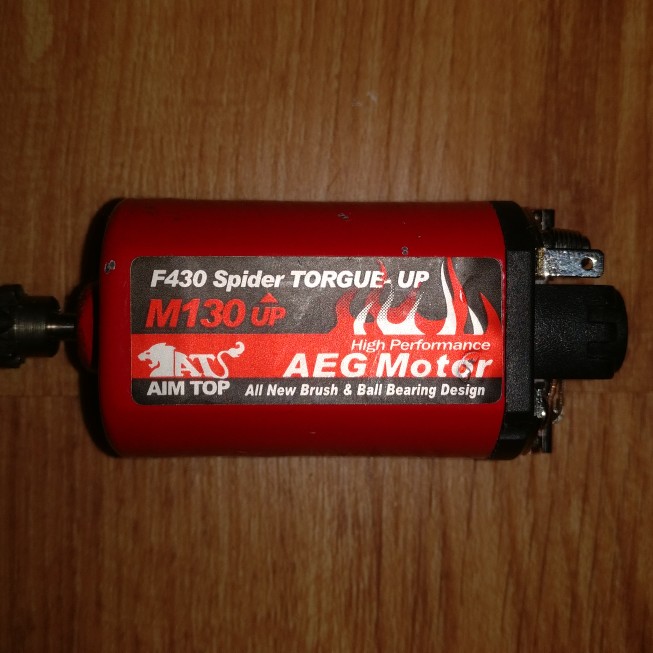 F430 Spider TORGUE- UP
M130 UP
High Performance
ATS
AEG Motor
AIM TOP
All New Brush & Ball Bearing Design